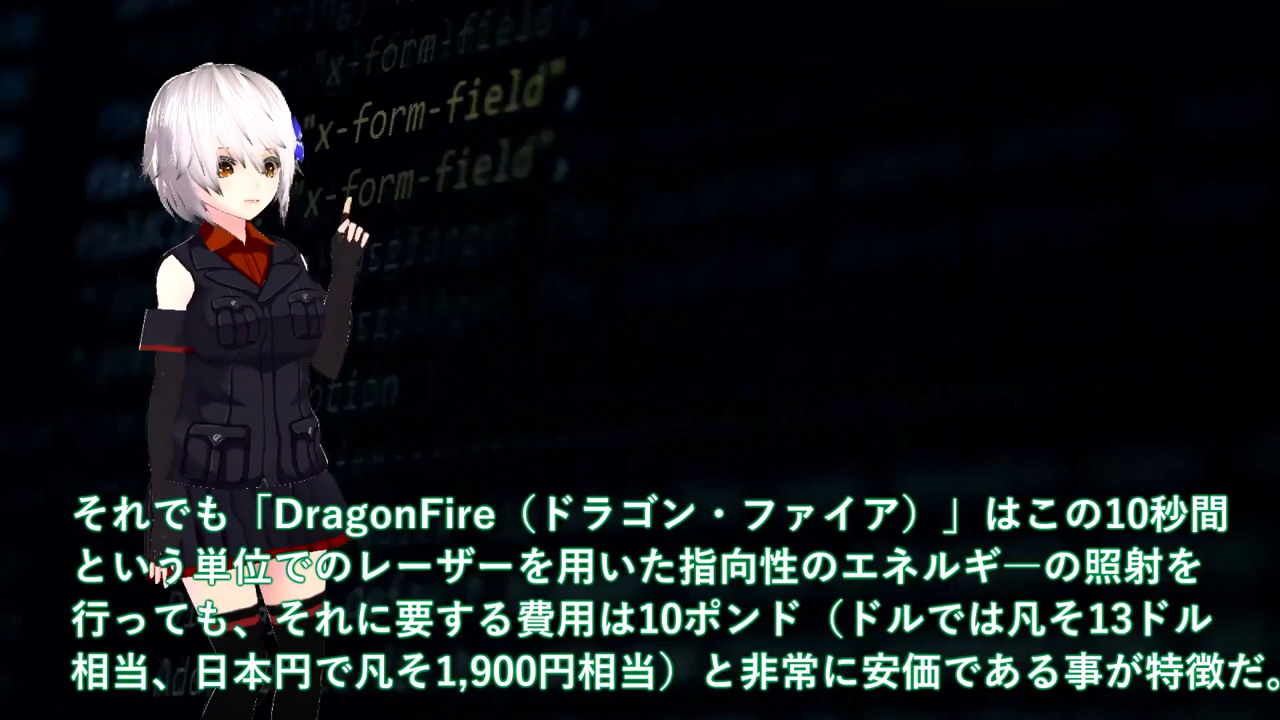 "x-form-field",
"x-form-field",
"x-form-field",
それでも「DragonFire（ドラゴン・ファイア）」はこの10秒間
という単位でのレーザーを用いた指向性のエネルギ―の照射を
行っても、それに要する費用は10ポンド（ドルでは凡そ13ドル
相当、日本円で凡そ1,900円相当）と非常に安価である事が特徴だ。